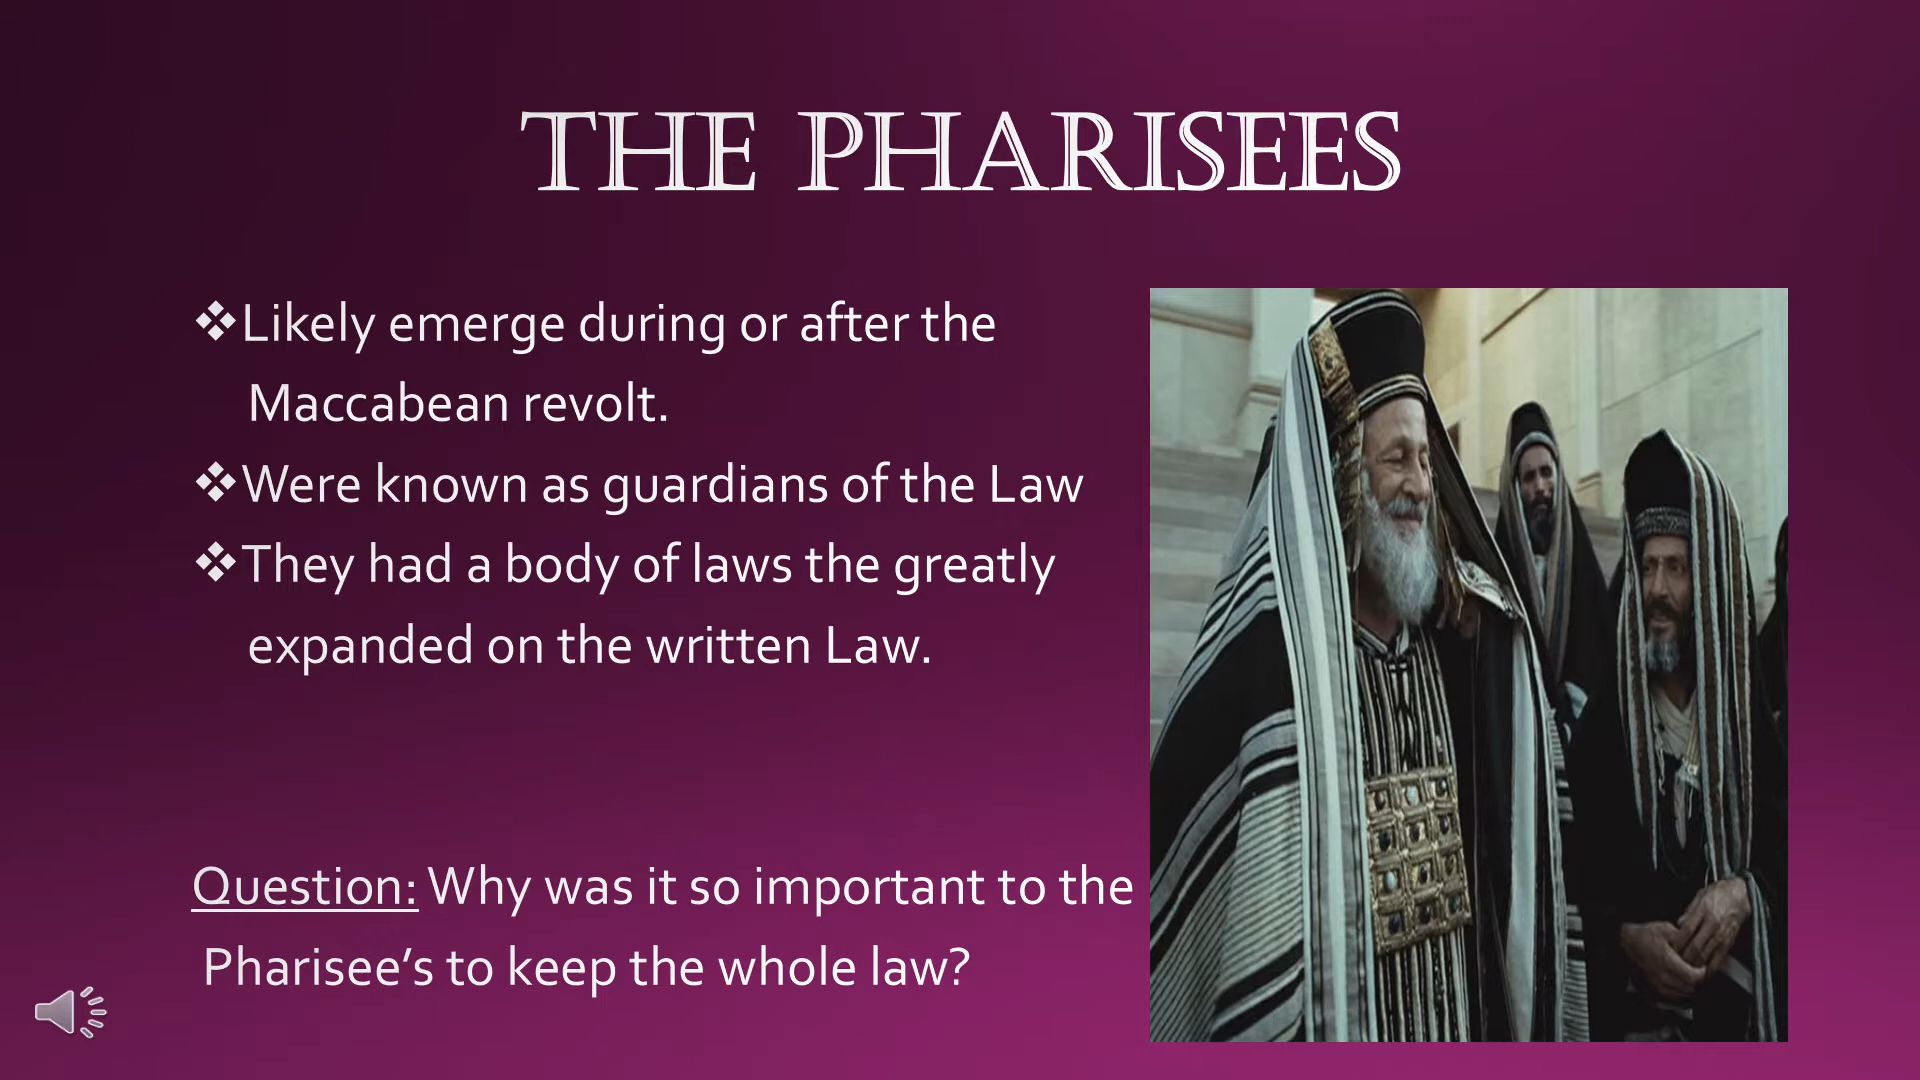 THE PHARISEES
❖Likely emerge during or after the
Maccabean revolt.
❖Were known as guardians of the Law
❖They had a body of laws the greatly
expanded on the written Law.
Question: Why was it so important to the
Pharisee’s to keep the whole law?